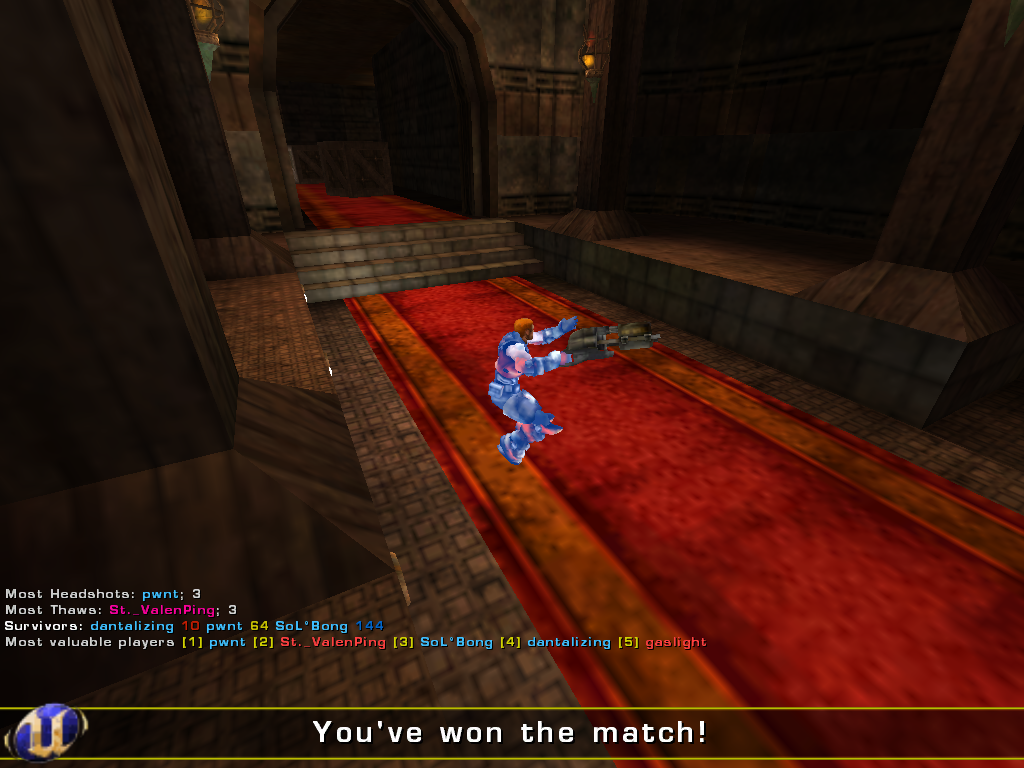 Most Headshots: pwnt; 3
Most Thaws: St._ValenPing; 3
Survivors: dantalizing 10 pwnt 64 SoL°Bong 144
Most valuable players [1] pwnt [2] St._ValenPing [3] SoL°Bong [4] dantalizing [5] gaslight
You've won the match!